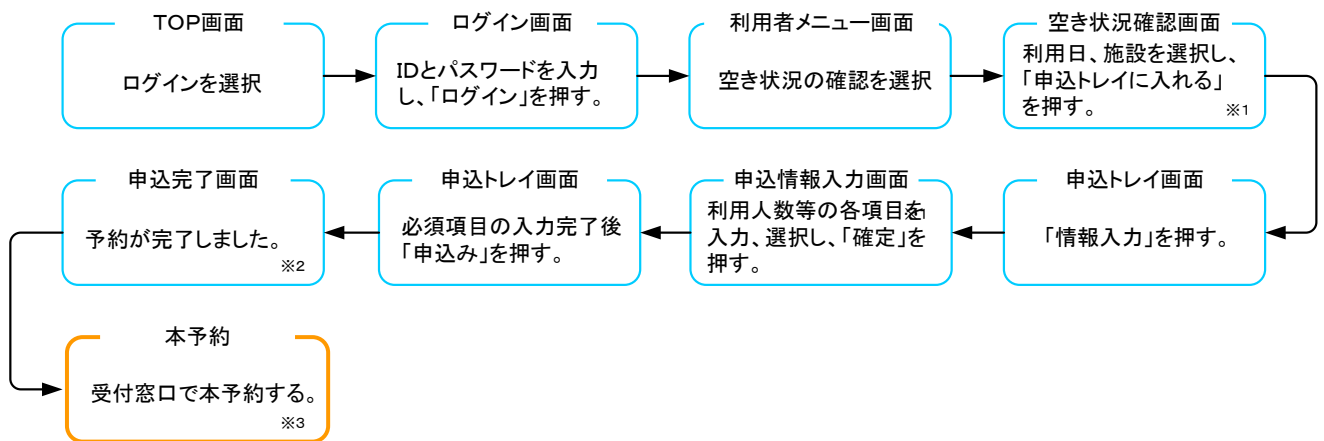 TOP画面
ログインを選択
ログイン画面
IDとパスワードを入力
し、「ログイン」を押す。
利用者メニュー画面
空き状況の確認を選択
空き状況確認画面
利用日、施設を選択し、
「申込トレイに入れる」
を押す。
※1
申込トレイ画面
「情報入力」を押す。
申込情報入力画面
利用人数等の各項目を
入力、選択し、「確定」を
押す。
申込トレイ画面
必須項目の入力完了後
「申込み」を押す。
申込完了画面
予約が完了しました。
※2
本予約
受付窓口で本予約する。
※3